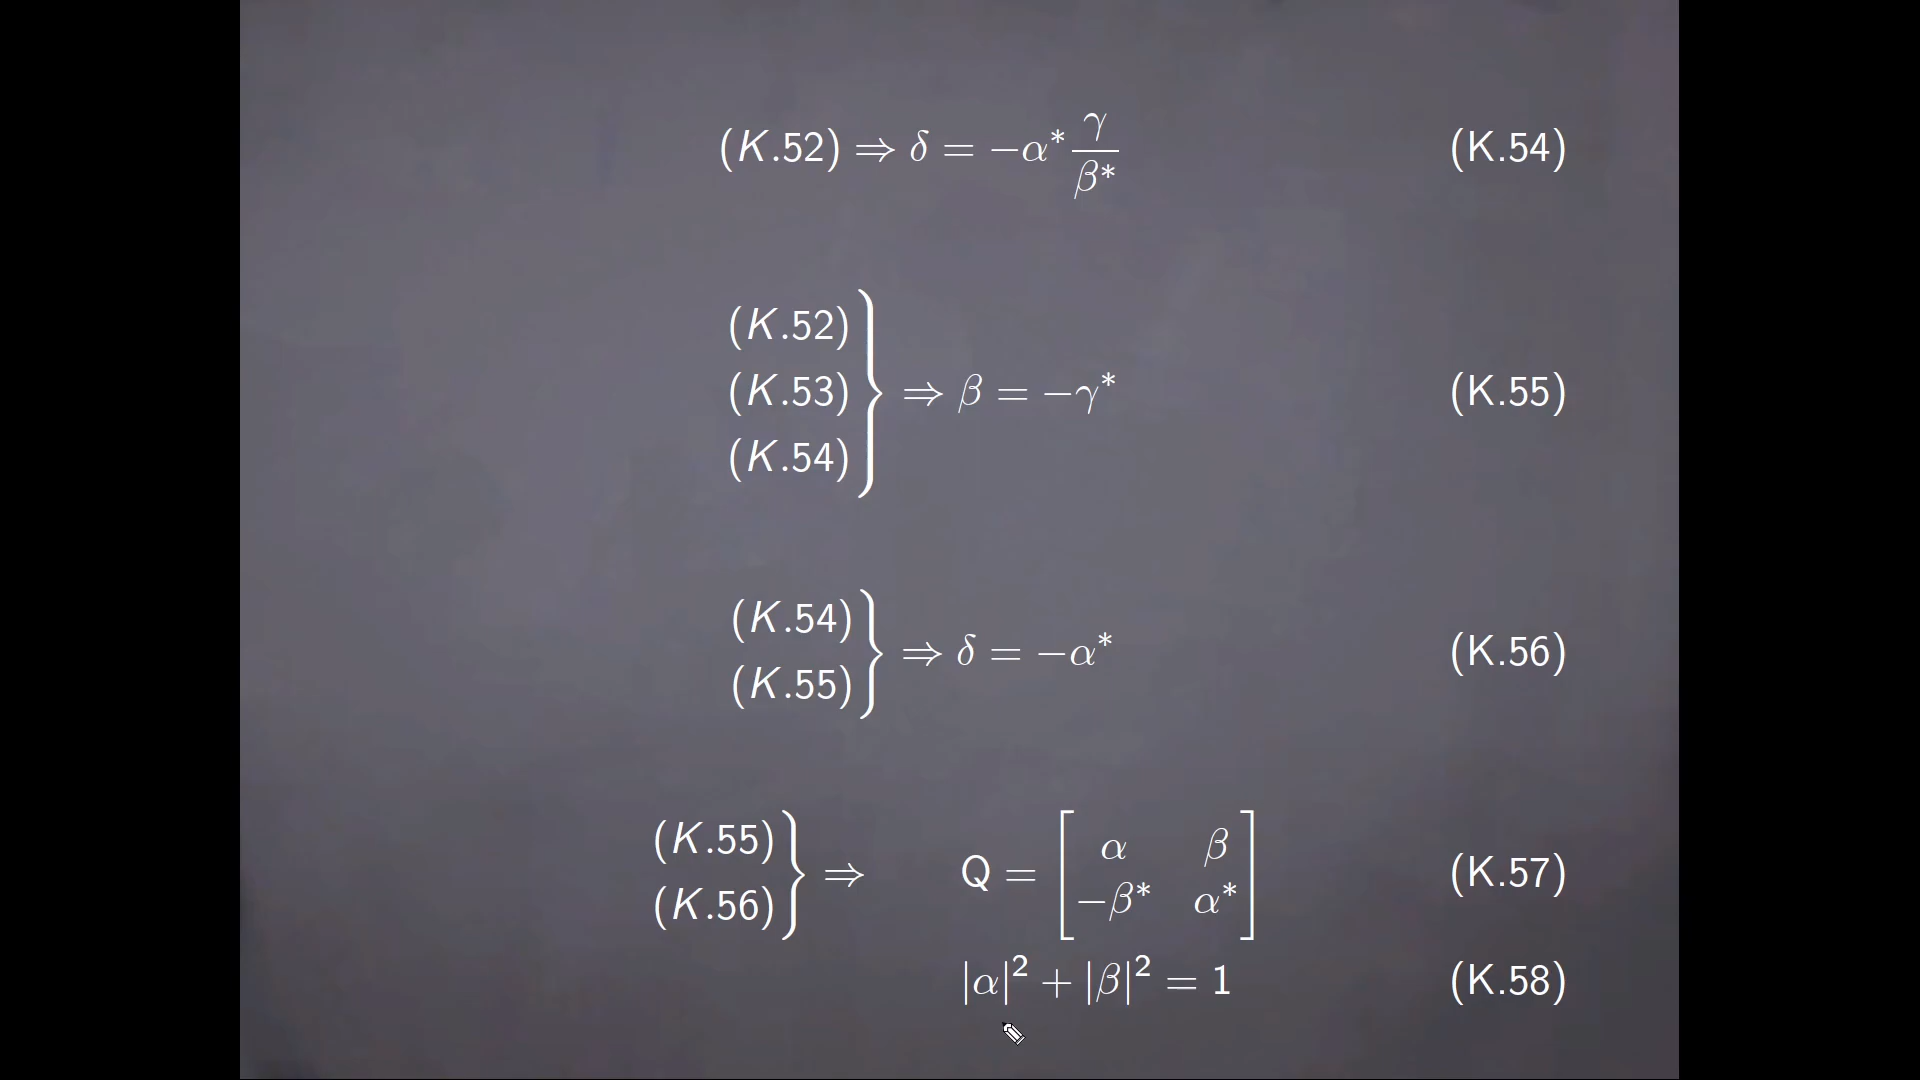 (K.52) ⇒ δ = −α* γ/β* (K.54)
(K.52)
(K.53)
(K.54)
⇒ β = −γ* (K.55)
(K.54)
(K.55)
⇒ δ = −α* (K.56)
(K.55)
(K.56)
⇒ Q = [α β; −β* α*] (K.57)
|α|² + |β|² = 1 (K.58)